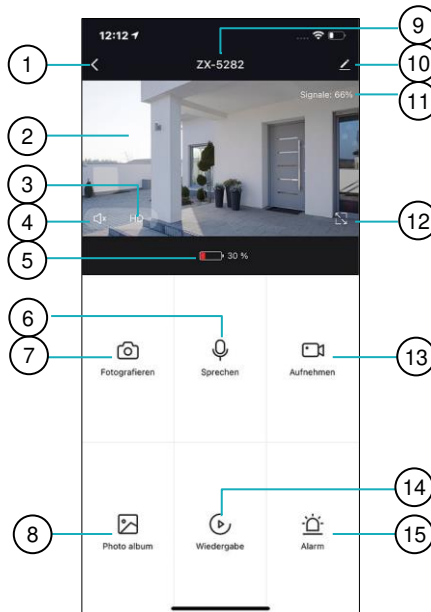 12:12
9
1
ZX-5282
10
Signale: 66%
11
2
3
4
HD
12
5
30 %
6
7
Fotografieren
Sprechen
Aufnehmen
13
14
8
Photo album
Wiedergabe
Alarm
15